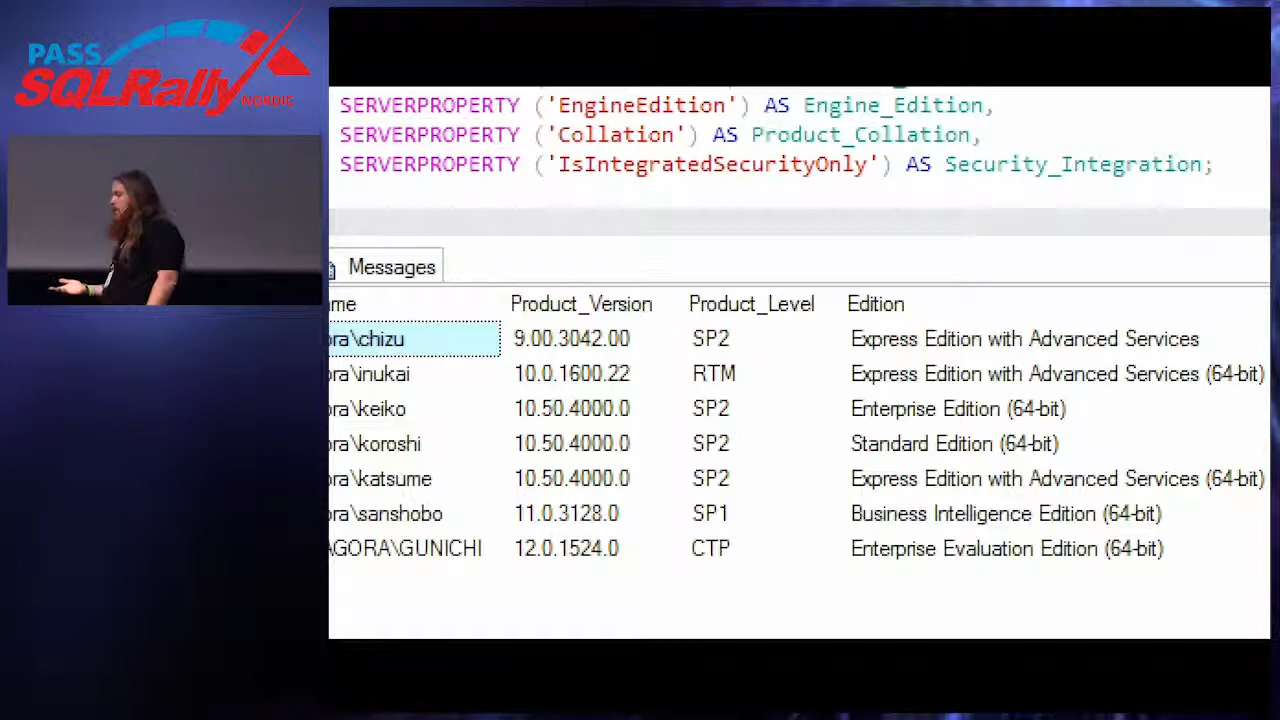 PASS
SQLRally
NORDIC
SERVERPROPERTY ('EngineEdition') AS Engine_Edition,
SERVERPROPERTY ('Collation') AS Product_Collation,
SERVERPROPERTY ('IsIntegratedSecurityOnly') AS Security_Integration;
Messages
me Product_Version Product_Level Edition
ora\chizu 9.00.3042.00 SP2 Express Edition with Advanced Services
ora\inukai 10.0.1600.22 RTM Express Edition with Advanced Services (64-bit)
ora\keiko 10.50.4000.0 SP2 Enterprise Edition (64-bit)
ora\koroshi 10.50.4000.0 SP2 Standard Edition (64-bit)
ora\katsume 10.50.4000.0 SP2 Express Edition with Advanced Services (64-bit)
ora\sanshobo 11.0.3128.0 SP1 Business Intelligence Edition (64-bit)
AGORA\GUNICHI 12.0.1524.0 CTP Enterprise Evaluation Edition (64-bit)